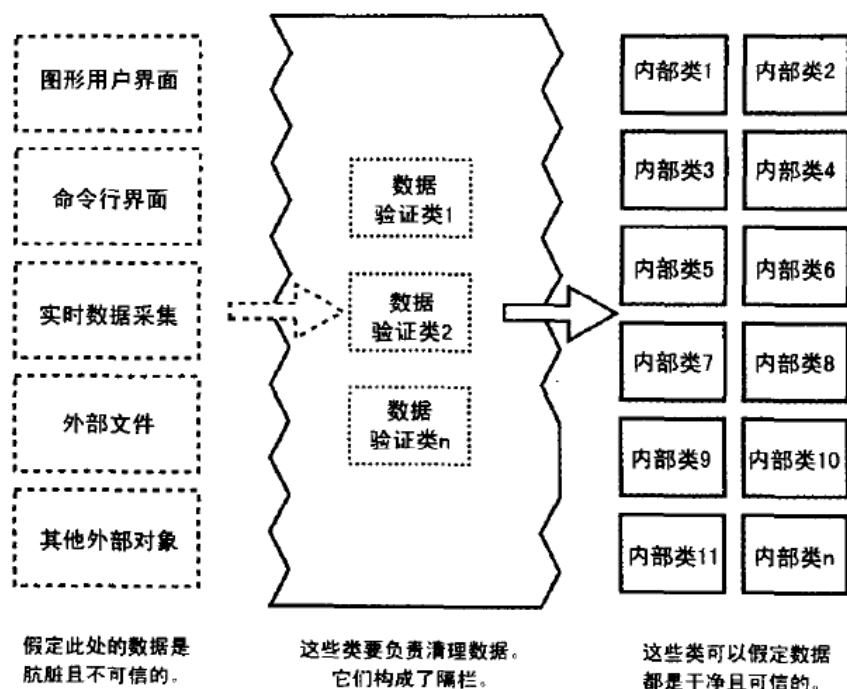 图形用户界面
命令行界面
实时数据采集
外部文件
其他外部对象
假定此处的数据是
肮脏且不可信的。
数据
验证类1
数据
验证类2
数据
验证类n
这些类要负责清理数据。
它们构成了隔栏。
内部类1
内部类2
内部类3
内部类4
内部类5
内部类6
内部类7
内部类8
内部类9
内部类10
内部类11
内部类n
这些类可以假定数据
都是干净且可信的。